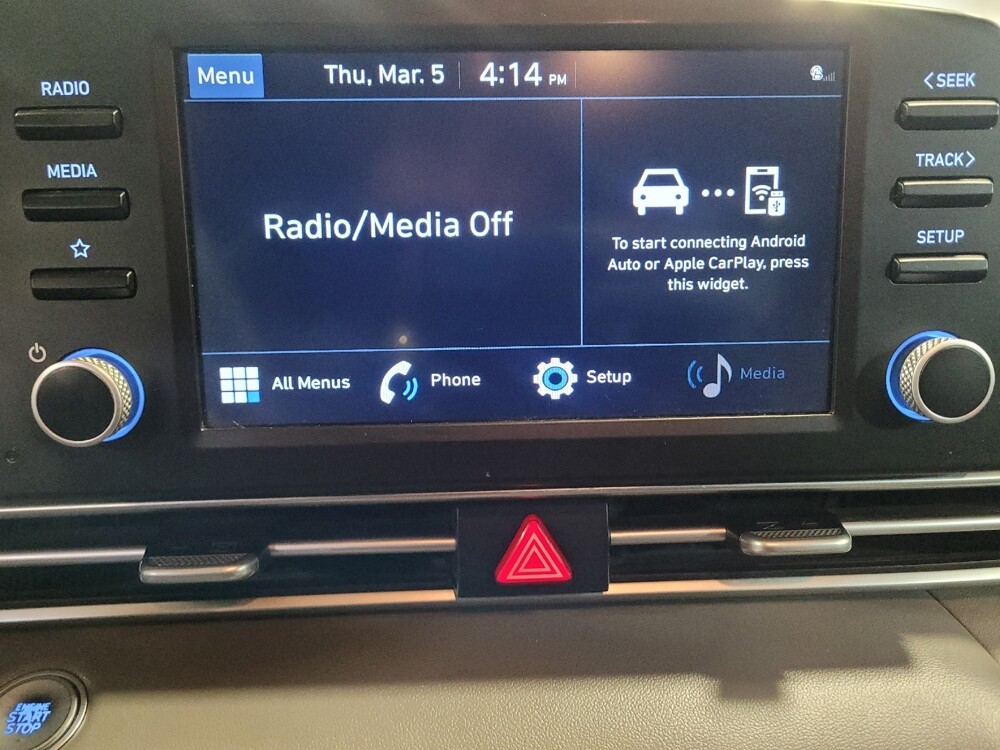 RADIO
MEDIA
Menu
Thu, Mar. 5
4:14 PM
Radio/Media Off
To start connecting Android
Auto or Apple CarPlay, press
this widget.
All Menus
Phone
Setup
Media
<SEEK
TRACK>
SETUP
ENGINE
START
STOP